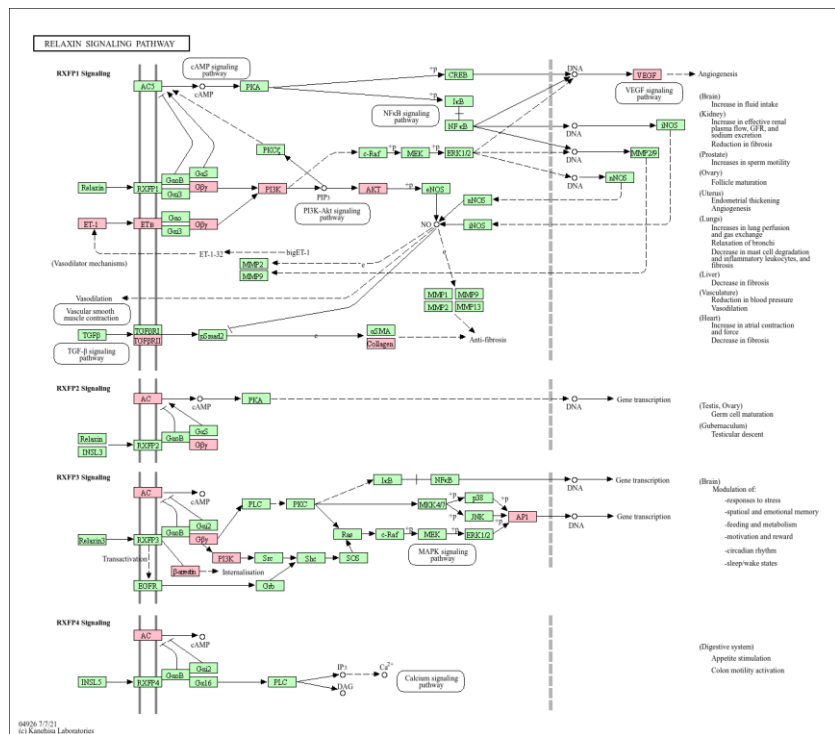 RELAXIN SIGNALING PATHWAY
RXFP1 Signaling
cAMP signaling
pathway
AC5
cAMP
PKA
+p
CREB
DNA
VEGF
Angiogenesis
VEGF signaling
pathway
+p
IκB
NFκB signaling
pathway
NFκB
DNA
iNOS
PKCζ
c-Raf
+p
MEK
+p
ERK1/2
DNA
MMP2/9
Relaxin
RXFP1
GαoB
GαS
Gαi3
Gβγ
PI3K
PIP3
AKT
+p
eNOS
nNOS
nNOS
PI3K-Akt signaling
pathway
NO
iNOS
ET-1
ETB
Gαo
Gαi3
Gβγ
ET-1-32
bigET-1
(Vasodilator mechanisms)
MMP2
MMP9
e
e
Vasodilation
Vascular smooth
muscle contraction
MMP1
MMP9
MMP2
MMP13
TGFβ
TGFβRI
TGFβRII
pSmad2
e
αSMA
Collagen
Anti-fibrosis
TGF-β signaling
pathway
(Brain)
Increase in fluid intake
(Kidney)
Increase in effective renal
plasma flow, GFR, and
sodium excretion
Reduction in fibrosis
(Prostate)
Increases in sperm motility
(Ovary)
Follicle maturation
(Uterus)
Endometrial thickening
Angiogenesis
(Lungs)
Increases in lung perfusion
and gas exchange
Relaxation of bronchi
Decrease in mast cell degradation
and inflammatory leukocytes, and
fibrosis
(Liver)
Decrease in fibrosis
(Vasculature)
Reduction in blood pressure
Vasodilation
(Heart)
Increase in atrial contraction
and force
Decrease in fibrosis
RXFP2 Signaling
AC
cAMP
PKA
DNA
Gene transcription
Relaxin
INSL3
RXFP2
GαoB
GαS
Gβγ
(Testis, Ovary)
Germ cell maturation
(Gubernaculum)
Testicular descent
RXFP3 Signaling
AC
cAMP
PLC
PKC
IκB
NFκB
DNA
Gene transcription
+p
MKK4/7
+p
p38
+p
+p
JNK
AP1
DNA
Gene transcription
Relaxin3
RXFP3
GαoB
Gαi2
Gβγ
Ras
c-Raf
+p
MEK
+p
ERK1/2
+p
MAPK signaling
pathway
PI3K
Src
Shc
SOS
Transactivation
β-arrestin
Internalisation
EGFR
Grb
(Brain)
Modulation of:
-responses to stress
-spatial and emotional memory
-feeding and metabolism
-motivation and reward
-circadian rhythm
-sleep/wake states
RXFP4 Signaling
AC
cAMP
INSL5
RXFP4
GαoB
Gαi2
Gα16
PLC
IP3
Ca2+
DAG
Calcium signaling
pathway
(Digestive system)
Appetite stimulation
Colon motility activation
04926 7/7/21
(c) Kanehisa Laboratories